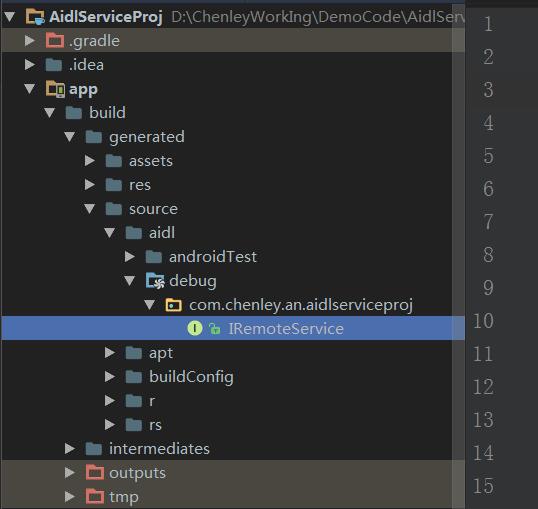 AidlServiceProj D:\ChenleyWorkIng\DemoCode\AidlServ
.gradle
.idea
app
build
generated
assets
res
source
aidl
androidTest
debug
com.chenley.an.aidlserviceproj
I IRemoteService
apt
buildConfig
r
rs
intermediates
outputs
tmp
1
2
3
4
5
6
7
8
9
10
11
12
13
14
15